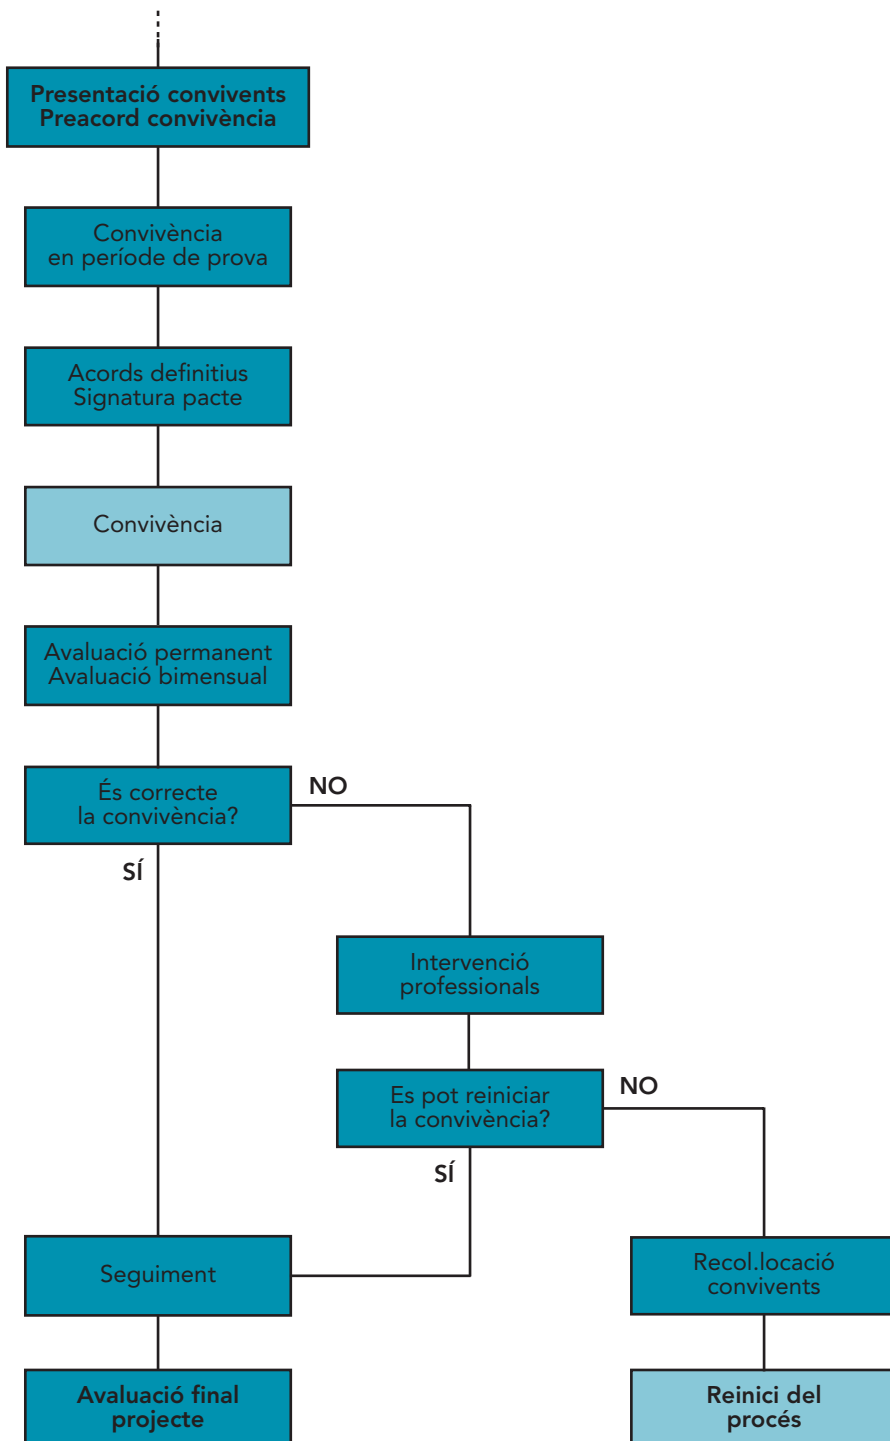 Presentació convivents
Preacord convivència
Convivència
en període de prova
Acords definitius
Signatura pacte
Convivència
Avaluació permanent
Avaluació bimensual
És correcte
la convivència?
NO
SÍ
Intervenció
professionals
Es pot reiniciar
la convivència?
NO
SÍ
Seguiment
Recol.locació
convivents
Avaluació final
projecte
Reinici del
procés